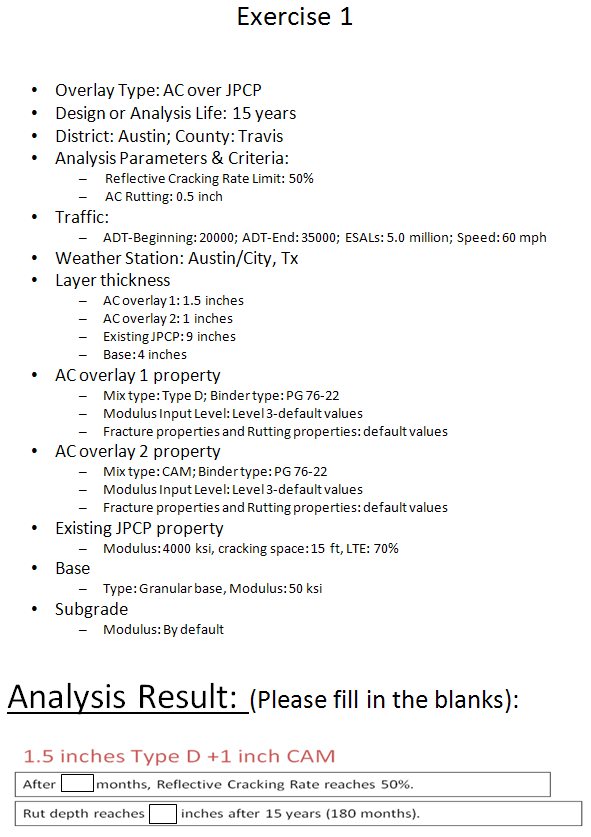 Exercise 1
• Overlay Type: AC over JPCP
• Design or Analysis Life: 15 years
• District: Austin; County: Travis
• Analysis Parameters & Criteria:
– Reflective Cracking Rate Limit: 50%
– AC Rutting: 0.5 inch
• Traffic:
– ADT-Beginning: 20000; ADT-End: 35000; ESALs: 5.0 million; Speed: 60 mph
• Weather Station: Austin/City, Tx
• Layer thickness
– AC overlay 1: 1.5 inches
– AC overlay 2: 1 inches
– Existing JPCP: 9 inches
– Base: 4 inches
• AC overlay 1 property
– Mix type: Type D; Binder type: PG 76-22
– Modulus Input Level: Level 3-default values
– Fracture properties and Rutting properties: default values
• AC overlay 2 property
– Mix type: CAM; Binder type: PG 76-22
– Modulus Input Level: Level 3-default values
– Fracture properties and Rutting properties: default values
• Existing JPCP property
– Modulus: 4000 ksi, cracking space: 15 ft, LTE: 70%
• Base
– Type: Granular base, Modulus: 50 ksi
• Subgrade
– Modulus: By default
Analysis Result: (Please fill in the blanks):
1.5 inches Type D +1 inch CAM
After months, Reflective Cracking Rate reaches 50%.
Rut depth reaches inches after 15 years (180 months).